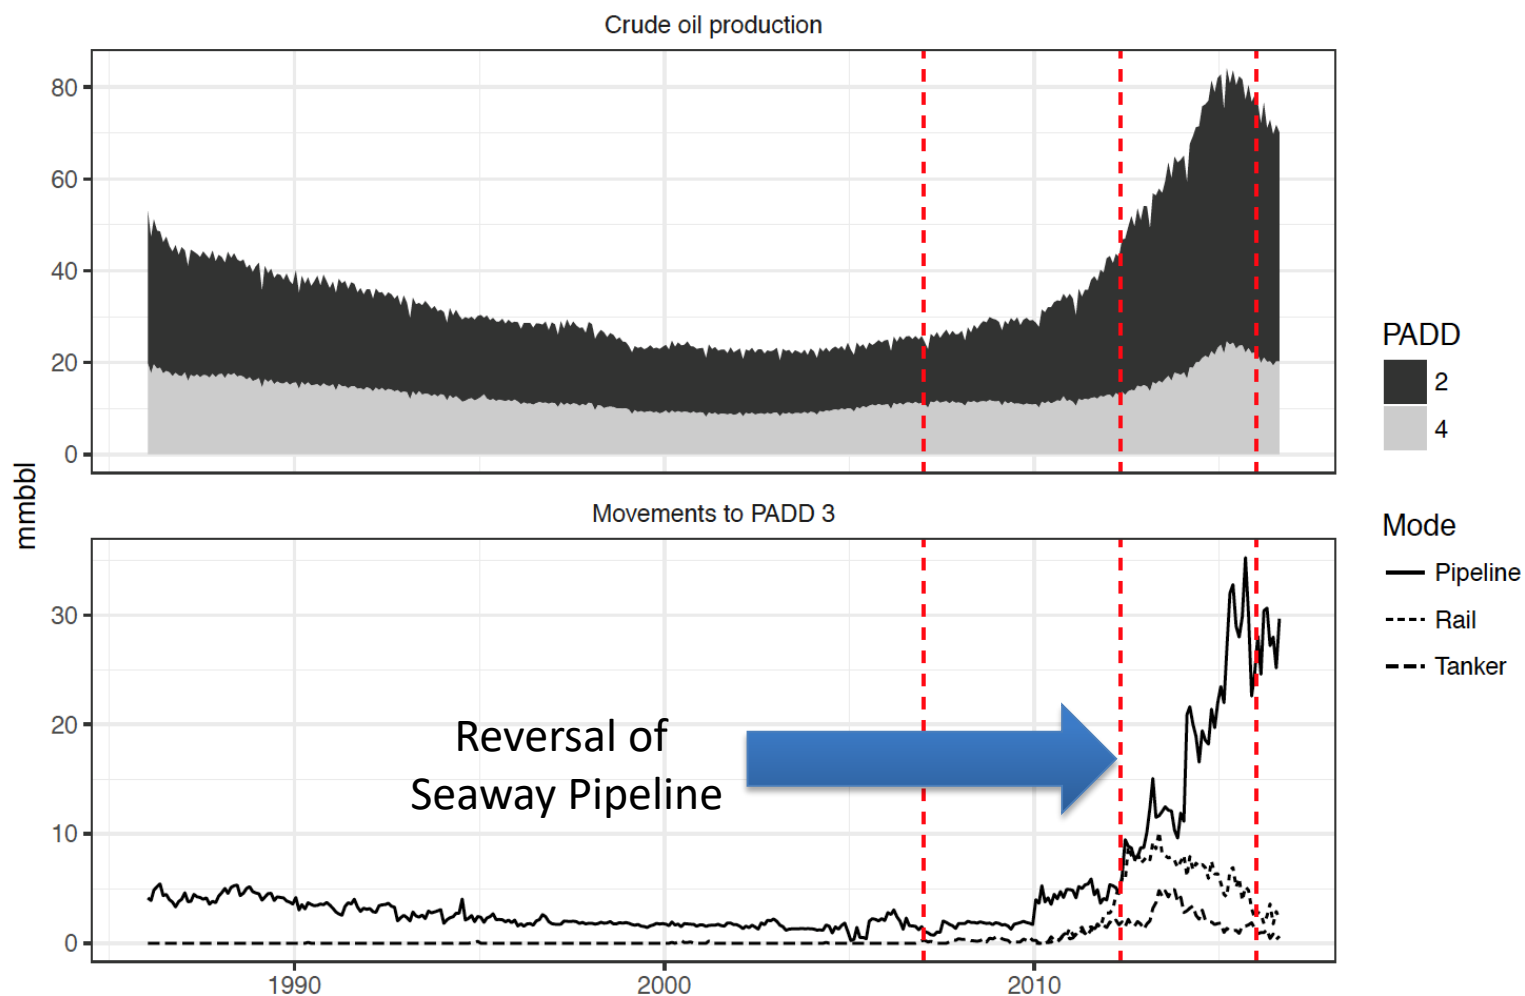 Crude oil production
80
60
40
20
0
PADD
2
4
mmbbl
Movements to PADD 3
30
20
10
0
Reversal of
Seaway Pipeline
Mode
Pipeline
Rail
Tanker
1990
2000
2010